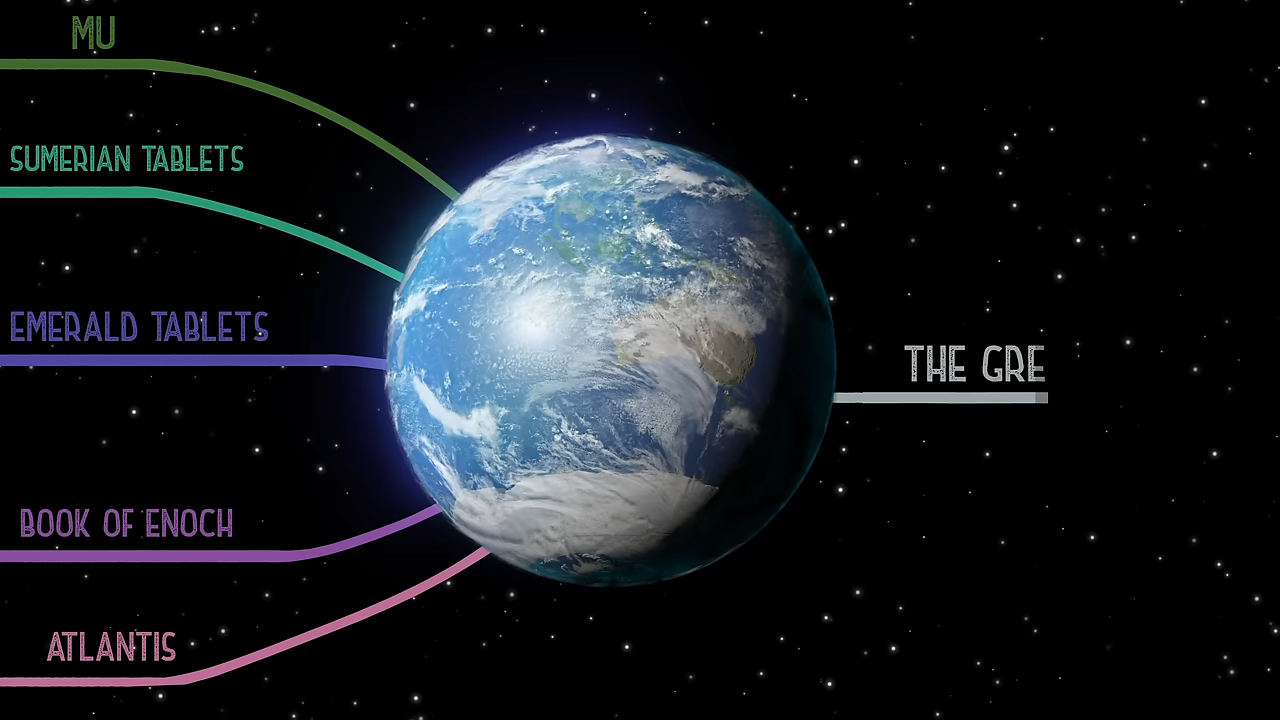 MU
SUMERIAN TABLETS
EMERALD TABLETS
THE GRE
BOOK OF ENOCH
ATLANTIS